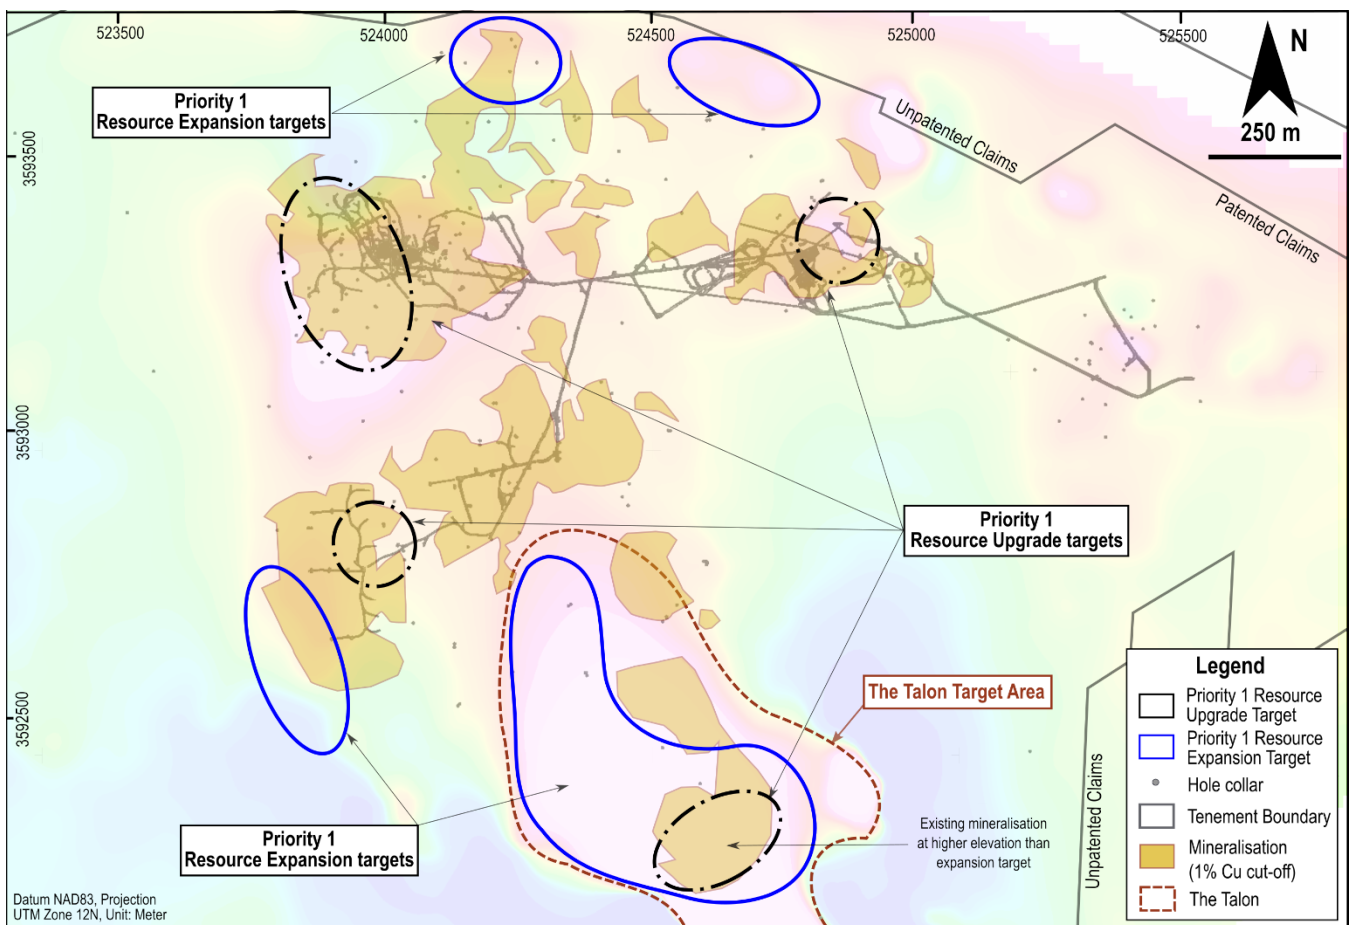 523500
524000
524500
525000
525500
N
250 m
Priority 1
Resource Expansion targets
Unpatented Claims
Patented Claims
3593500
3593000
3592500
Priority 1
Resource Upgrade targets
The Talon Target Area
Existing mineralisation
at higher elevation than
expansion target
Priority 1
Resource Expansion targets
Unpatented Claims
Legend
Priority 1 Resource
Upgrade Target
Priority 1 Resource
Expansion Target
Hole collar
Tenement Boundary
Mineralisation
(1% Cu cut-off)
The Talon
Datum NAD83, Projection
UTM Zone 12N, Unit: Meter